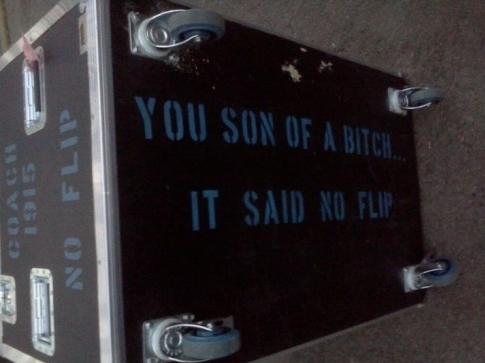 YOU SON OF A BITCH...
IT SAID NO FLIP
COACH
1915
NO FLIP